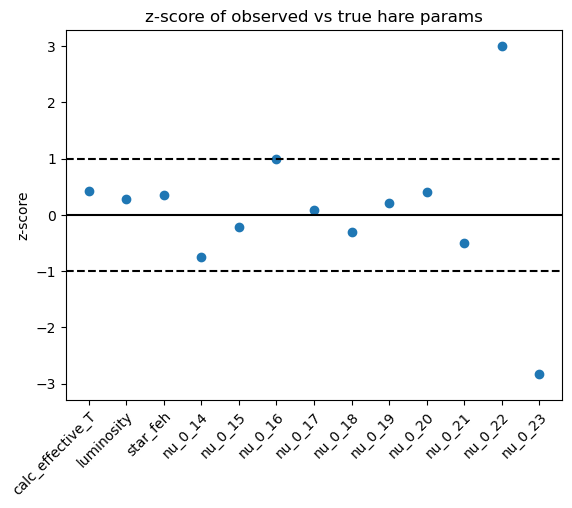 z-score of observed vs true hare params
z-score
3
2
1
0
−1
−2
−3
calc_effective_T
luminosity
star_feh
nu_0_14
nu_0_15
nu_0_16
nu_0_17
nu_0_18
nu_0_19
nu_0_20
nu_0_21
nu_0_22
nu_0_23